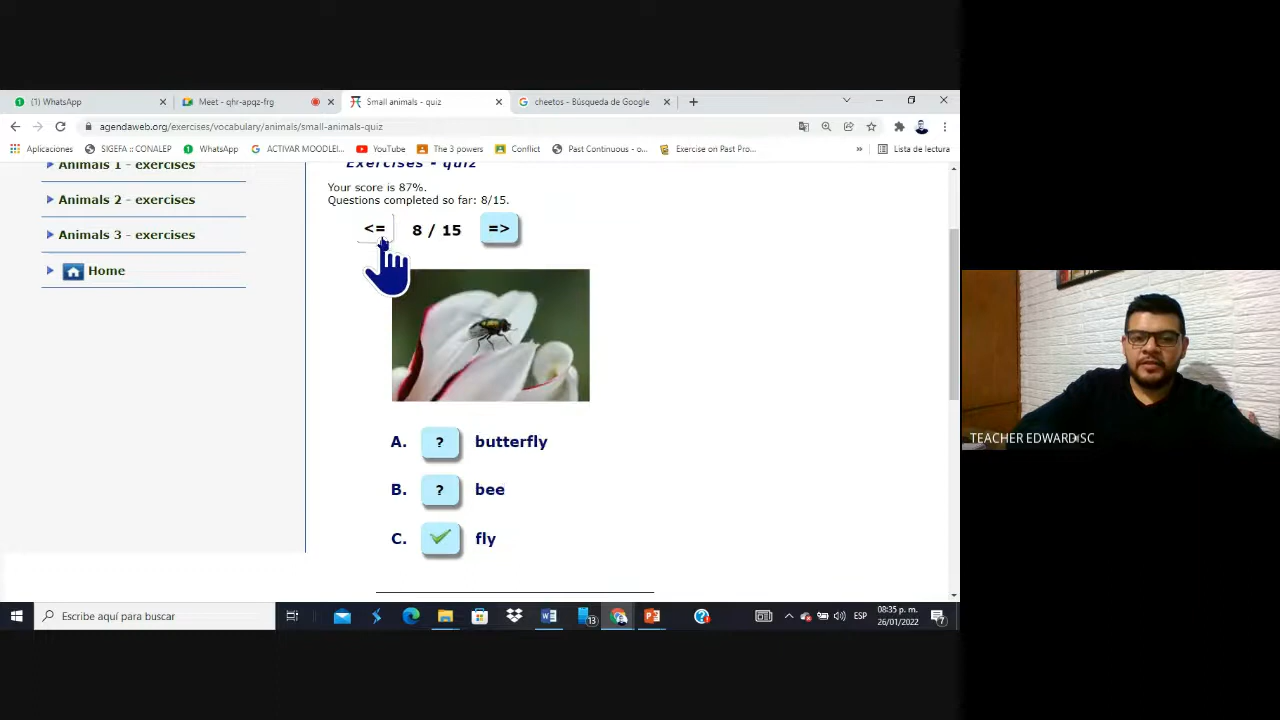 (1) WhatsApp
Meet - qhr-apqz-frg
Small animals - quiz
cheetos - Búsqueda de Google
agendaweb.org/exercises/vocabulary/animals/small-animals-quiz
Aplicaciones
SIGEFA :: CONALEP
WhatsApp
ACTIVAR MOODLEI...
YouTube
The 3 powers
Conflict
Past Continuous - o...
Exercise on Past Pro...
»
Lista de lectura
Animals 1 - exercises
Animals 2 - exercises
Animals 3 - exercises
Home
Exercises - quiz
Your score is 87%.
Questions completed so far: 8/15.
<= 8 / 15 =>
A. ? butterfly
B. ? bee
C. fly
TEACHER EDWARD SC
Escribe aquí para buscar
13
ESP
08:35 p. m.
26/01/2022
7